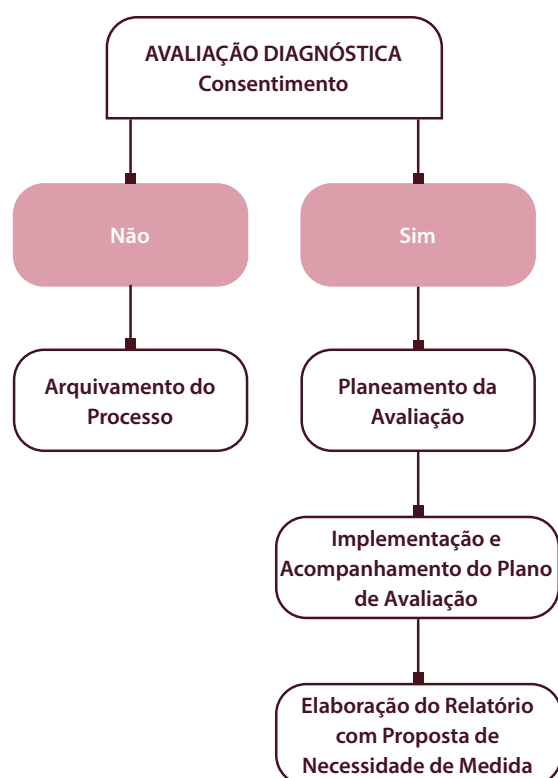 AVALIAÇÃO DIAGNÓSTICA
Consentimento
Não
Sim
Arquivamento do
Processo
Planeamento da
Avaliação
Implementação e
Acompanhamento do Plano
de Avaliação
Elaboração do Relatório
com Proposta de
Necessidade de Medida